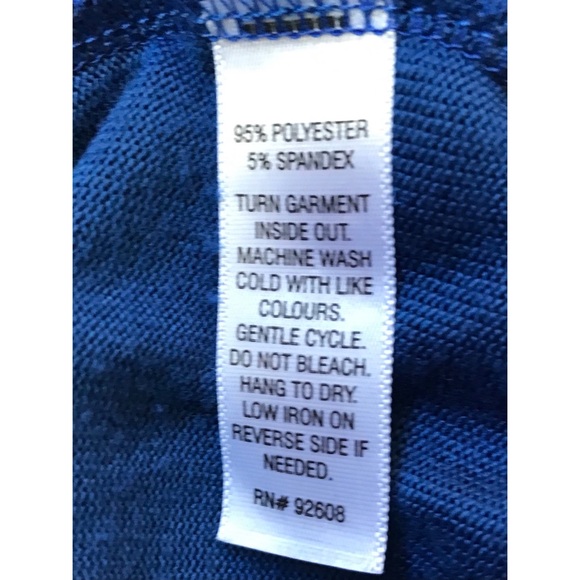 95% POLYESTER
5% SPANDEX
TURN GARMENT
INSIDE OUT.
MACHINE WASH
COLD WITH LIKE
COLOURS.
GENTLE CYCLE.
DO NOT BLEACH.
HANG TO DRY.
LOW IRON ON
REVERSE SIDE IF
NEEDED.
RN# 92608